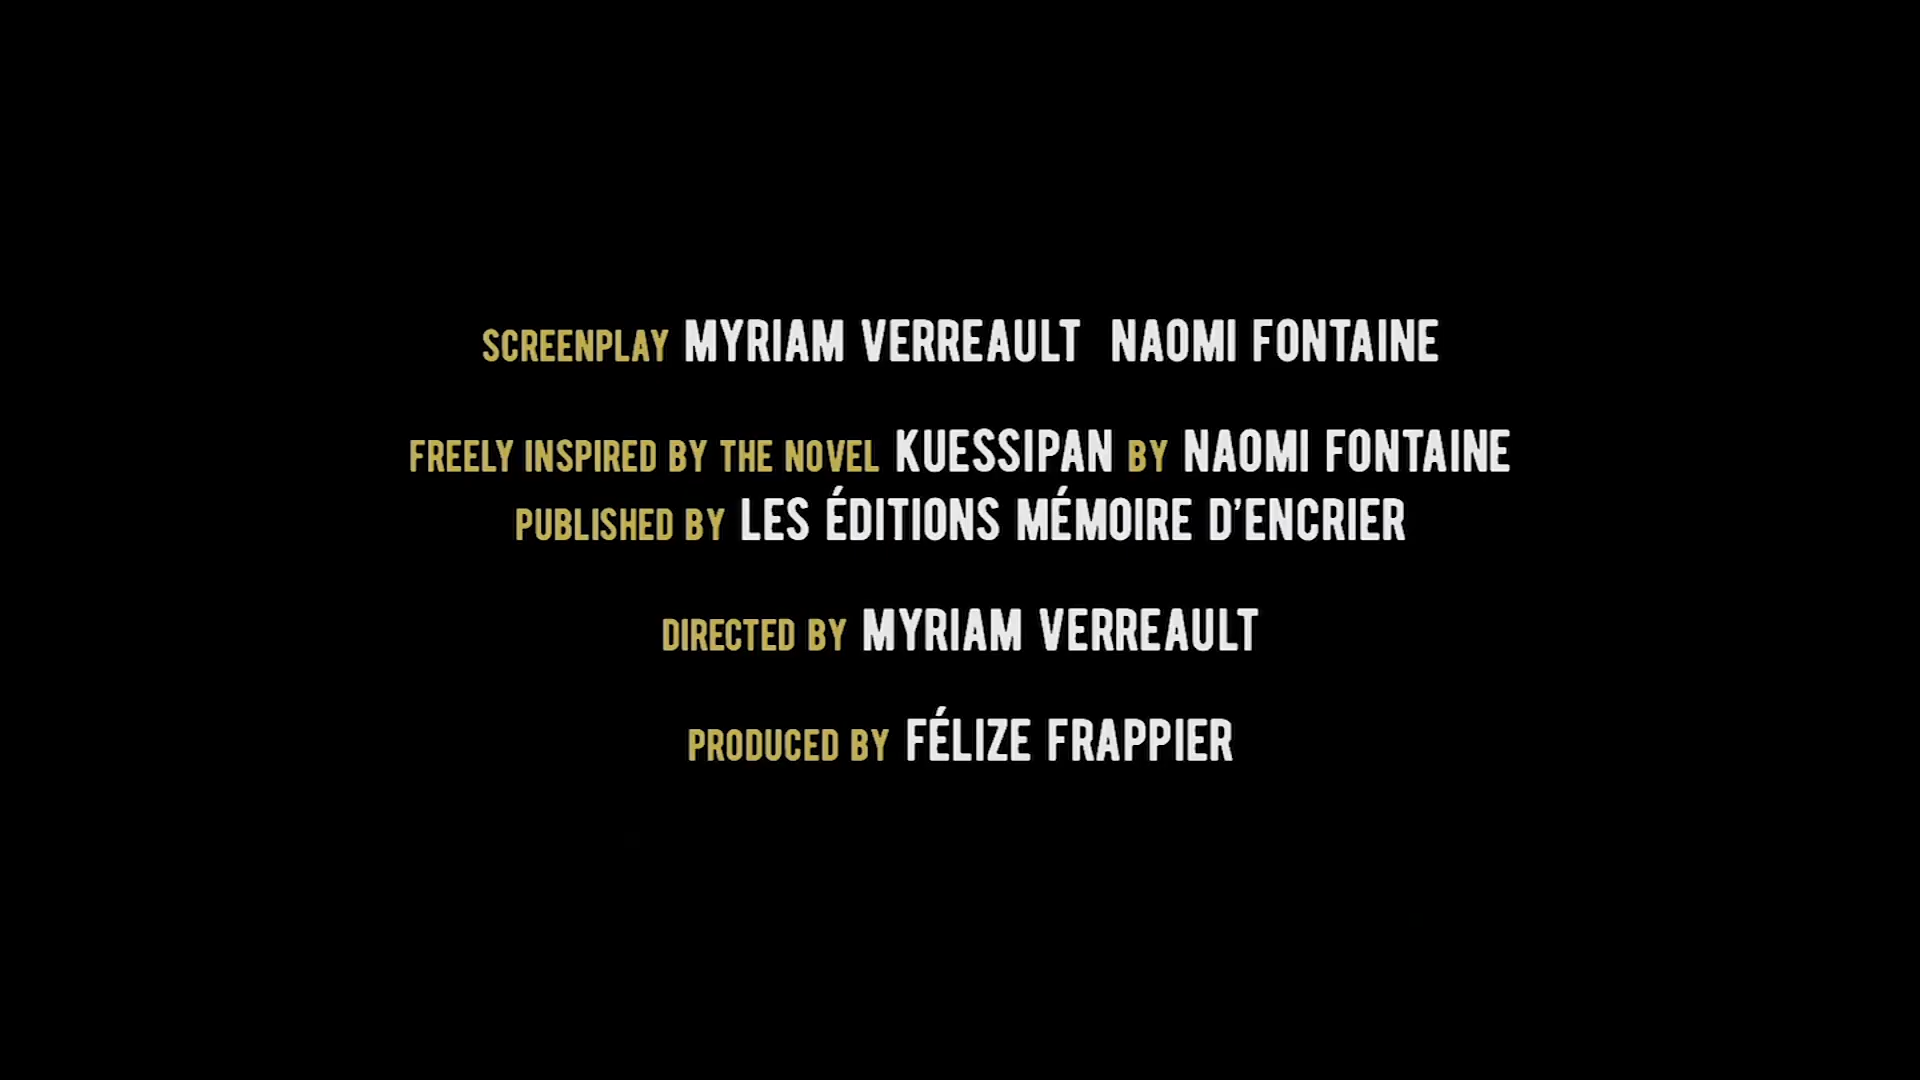 SCREENPLAY MYRIAM VERREAULT NAOMI FONTAINE
FREELY INSPIRED BY THE NOVEL KUESSIPAN BY NAOMI FONTAINE
PUBLISHED BY LES ÉDITIONS MÉMOIRE D'ENCRIER
DIRECTED BY MYRIAM VERREAULT
PRODUCED BY FÉLIZE FRAPPIER